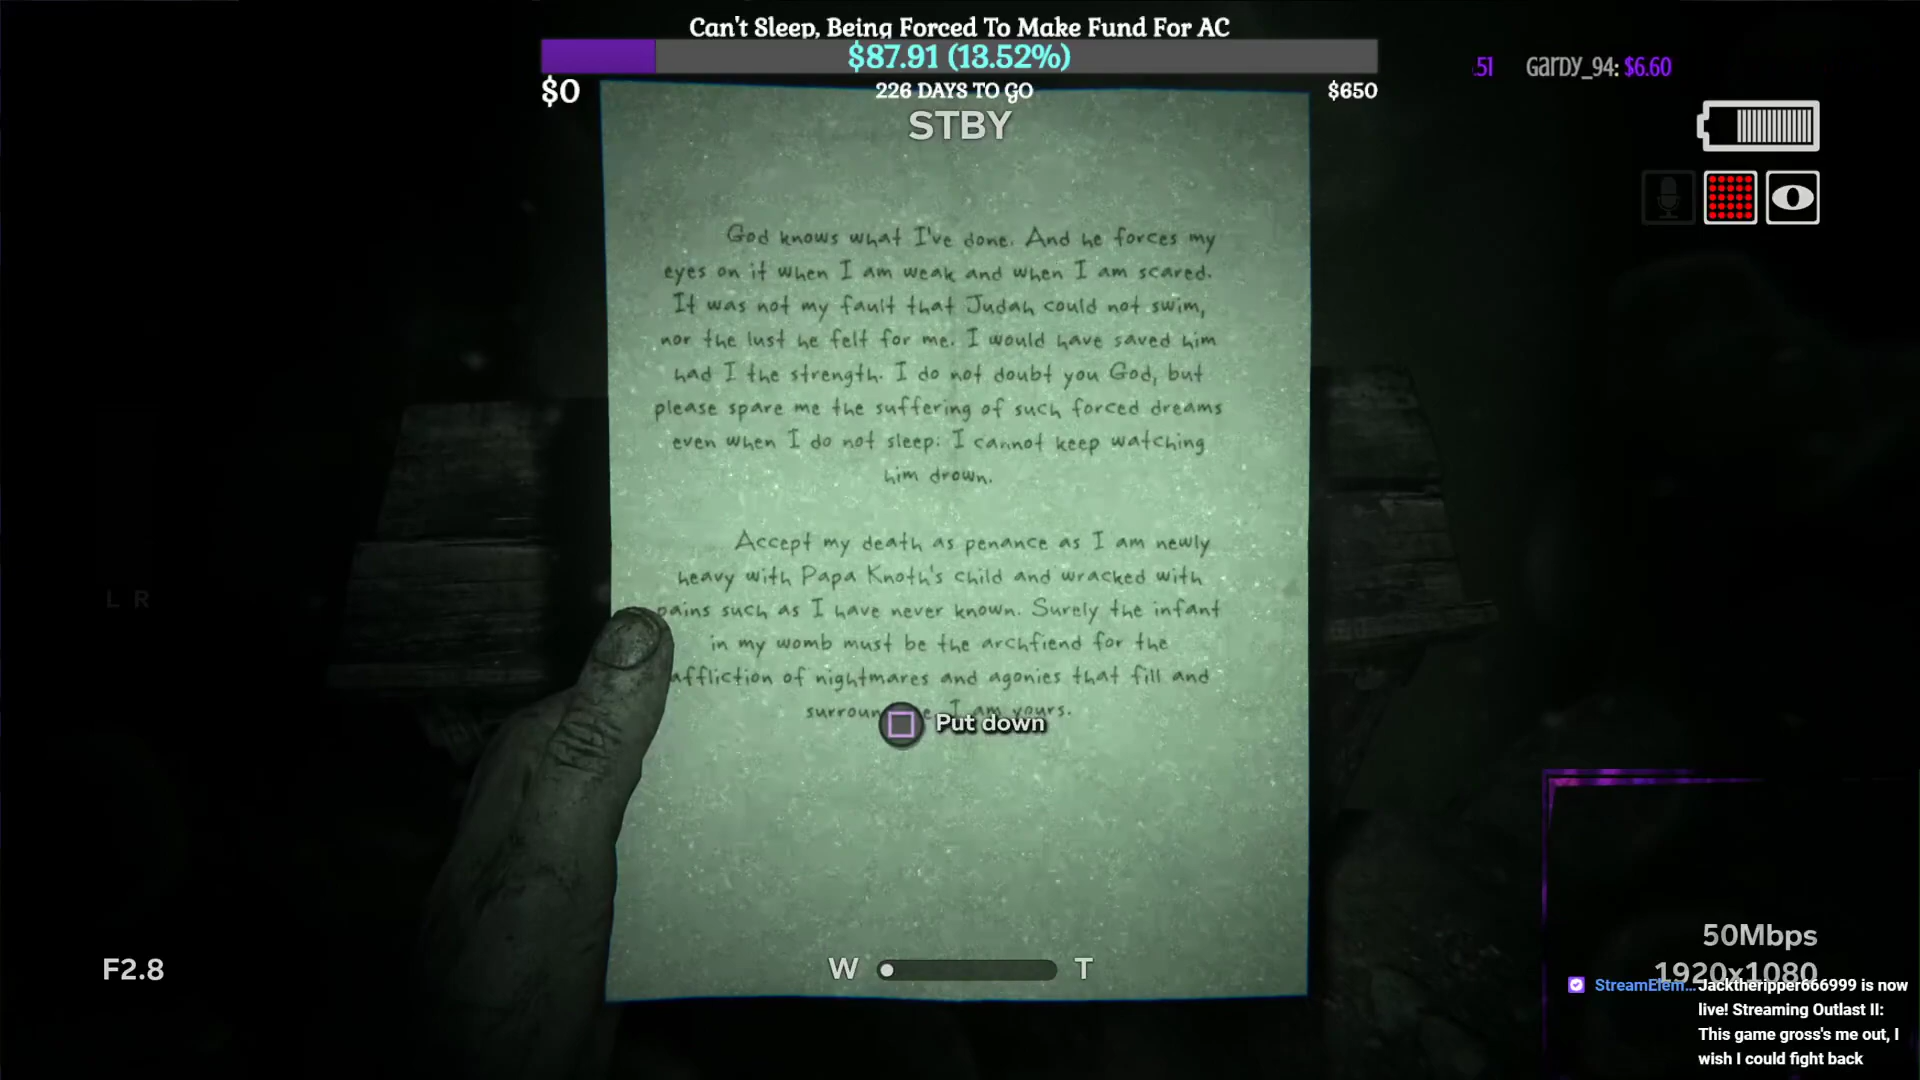 Can't Sleep, Being Forced To Make Fund For AC
$87.91 (13.52%)
.51 Gardy_94: $6.60
$0 226 DAYS TO GO $650
STBY
God knows what I've done. And he forces my
eyes on it when I am weak and when I am scared.
It was not my fault that Judah could not swim,
nor the lust he felt for me. I would have saved him
had I the strength. I do not doubt you God, but
please spare me the suffering of such forced dreams
even when I do not sleep. I cannot keep watching
him drown.
Accept my death as penance as I am newly
heavy with Papa Knoth's child and wracked with
pains such as I have never known. Surely the infant
in my womb must be the archfiend for the
affliction of nightmares and agonies that fill and
I am yours.
Put down
L R
F2.8
W T
50Mbps
1920x1080
StreamElem... Jacktheripper666999 is now
live! Streaming Outlast II:
This game gross's me out, I
wish I could fight back